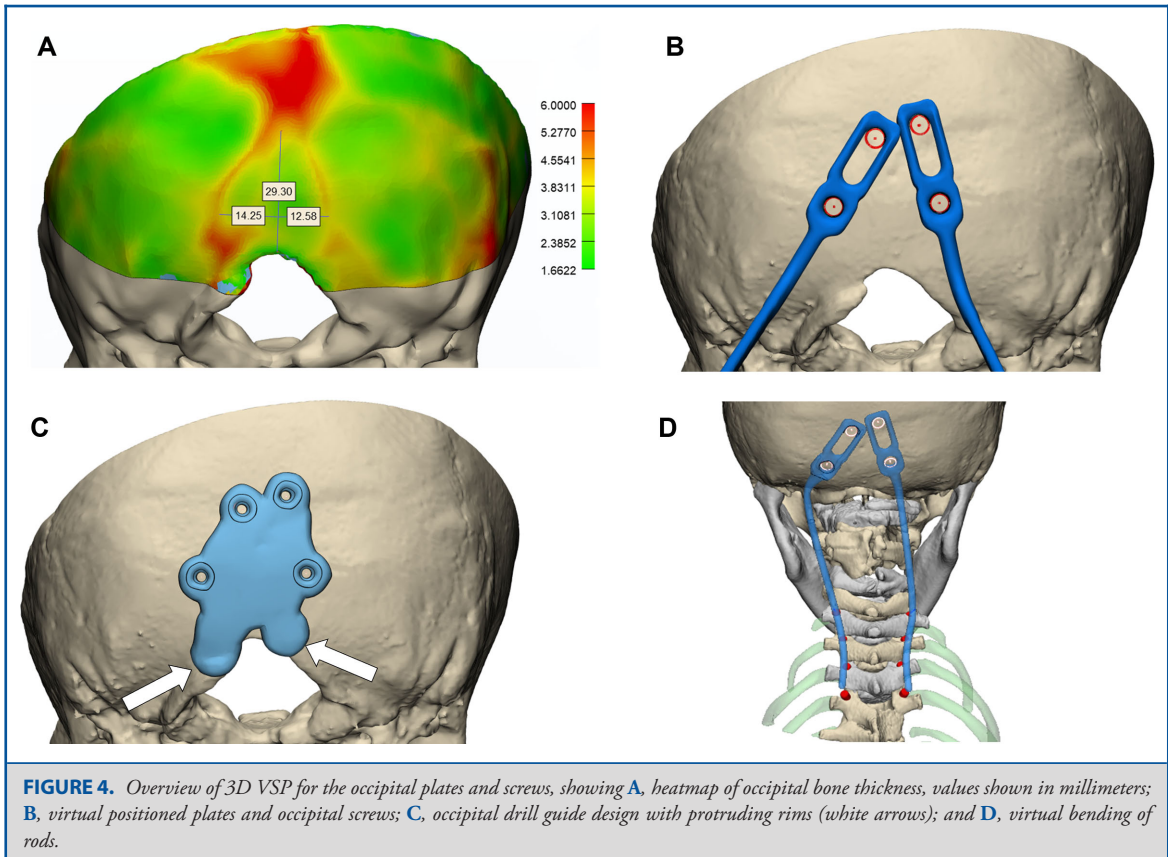 A
29.30
14.25
12.58
6.0000
5.2770
4.5541
3.8311
3.1081
2.3852
1.6622
B
C
D
FIGURE 4. Overview of 3D VSP for the occipital plates and screws, showing A, heatmap of occipital bone thickness, values shown in millimeters;
B, virtual positioned plates and occipital screws; C, occipital drill guide design with protruding rims (white arrows); and D, virtual bending of
rods.